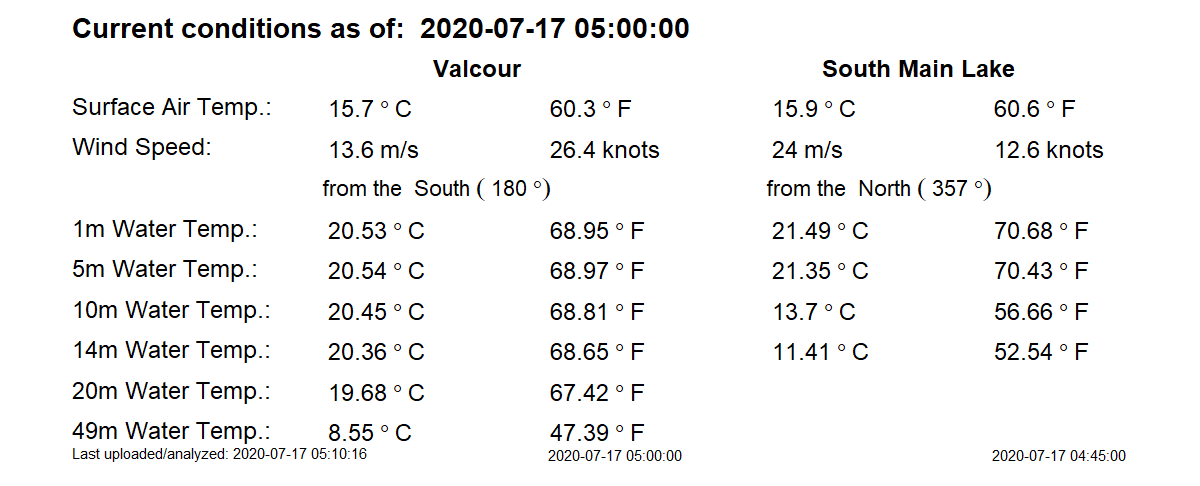 Current conditions as of:  2020-07-17 05:00:00
Valcour South Main Lake
Surface Air Temp.: 15.7 ° C 60.3 ° F 15.9 ° C 60.6 ° F
Wind Speed: 13.6 m/s 26.4 knots 24 m/s 12.6 knots
from the  South ( 180 °) from the  North ( 357 °)
1m Water Temp.: 20.53 ° C 68.95 ° F 21.49 ° C 70.68 ° F
5m Water Temp.: 20.54 ° C 68.97 ° F 21.35 ° C 70.43 ° F
10m Water Temp.: 20.45 ° C 68.81 ° F 13.7 ° C 56.66 ° F
14m Water Temp.: 20.36 ° C 68.65 ° F 11.41 ° C 52.54 ° F
20m Water Temp.: 19.68 ° C 67.42 ° F
49m Water Temp.: 8.55 ° C 47.39 ° F
Last uploaded/analyzed: 2020-07-17 05:10:16 2020-07-17 05:00:00 2020-07-17 04:45:00